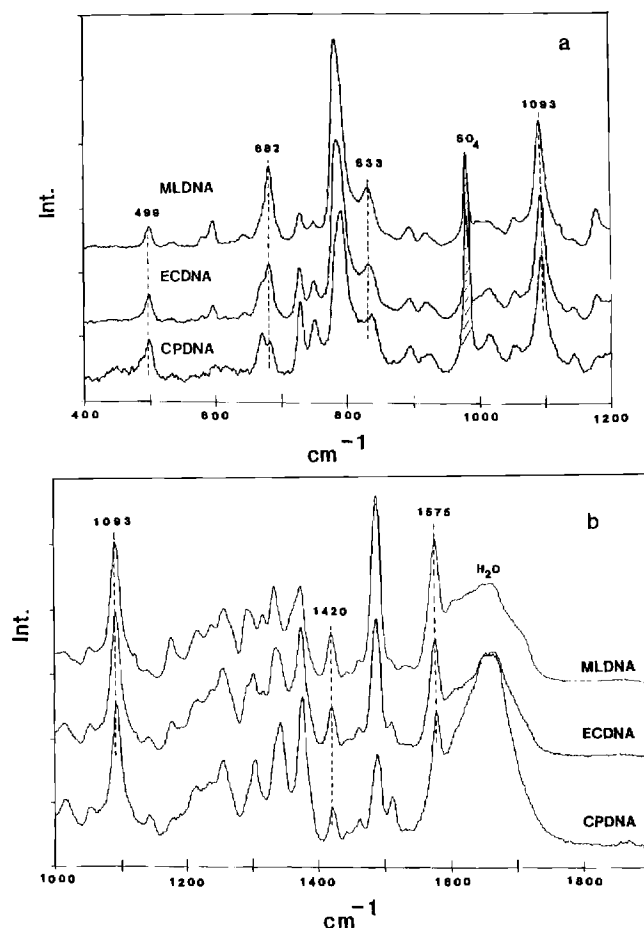 a
1093
SO4
682
833
499
MLDNA
ECDNA
CPDNA
Int.
400 600 800 1000 1200
cm-1
b
1093
1575
H2O
1420
MLDNA
ECDNA
CPDNA
Int.
1000 1200 1400 1600 1800
cm-1